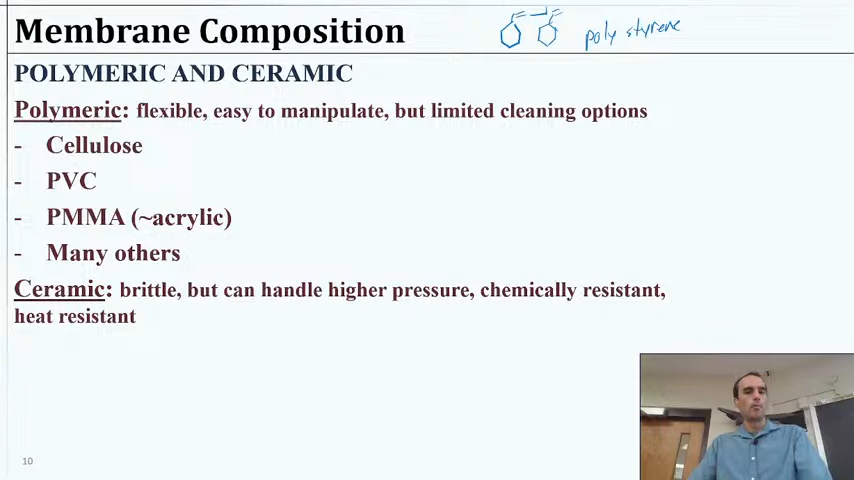 Membrane Composition
poly styrene
POLYMERIC AND CERAMIC
Polymeric: flexible, easy to manipulate, but limited cleaning options
- Cellulose
- PVC
- PMMA (~acrylic)
- Many others
Ceramic: brittle, but can handle higher pressure, chemically resistant,
heat resistant
10